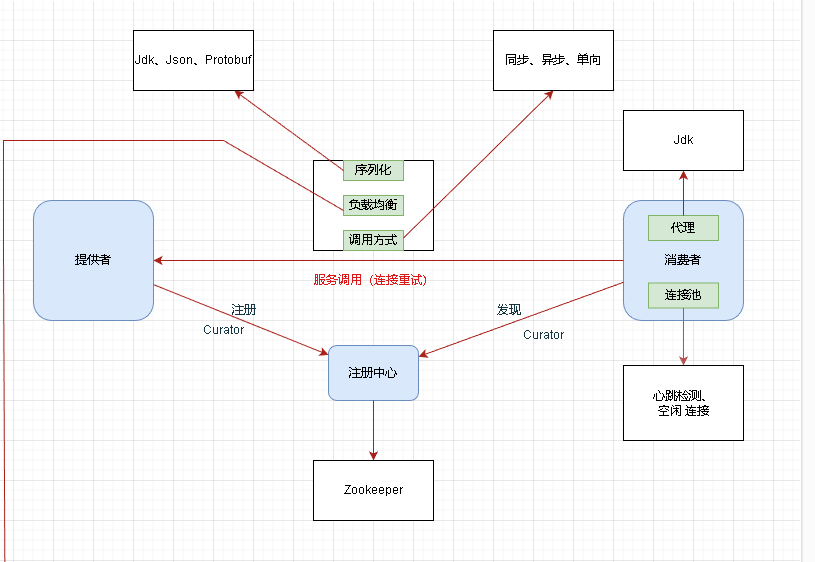 Jdk、Json、Protobuf
同步、异步、单向
Jdk
序列化
负载均衡
调用方式
提供者
代理
消费者
连接池
服务调用（连接重试）
注册
Curator
发现
Curator
注册中心
心跳检测、
空闲 连接
Zookeeper